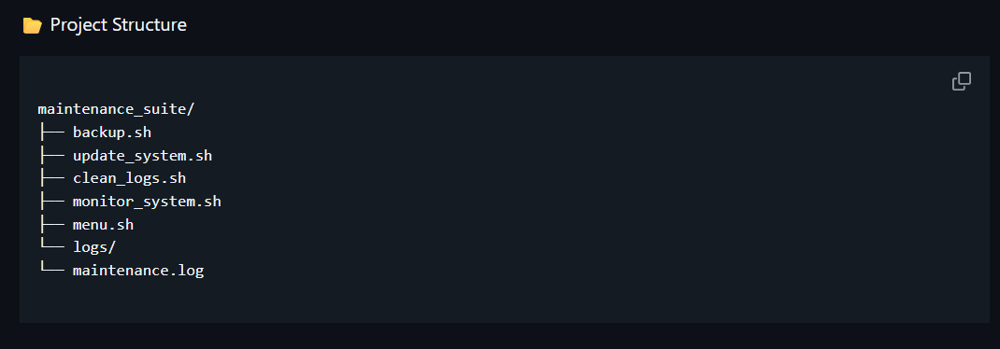 📂 Project Structure
maintenance_suite/
├── backup.sh
├── update_system.sh
├── clean_logs.sh
├── monitor_system.sh
├── menu.sh
└── logs/
└── maintenance.log